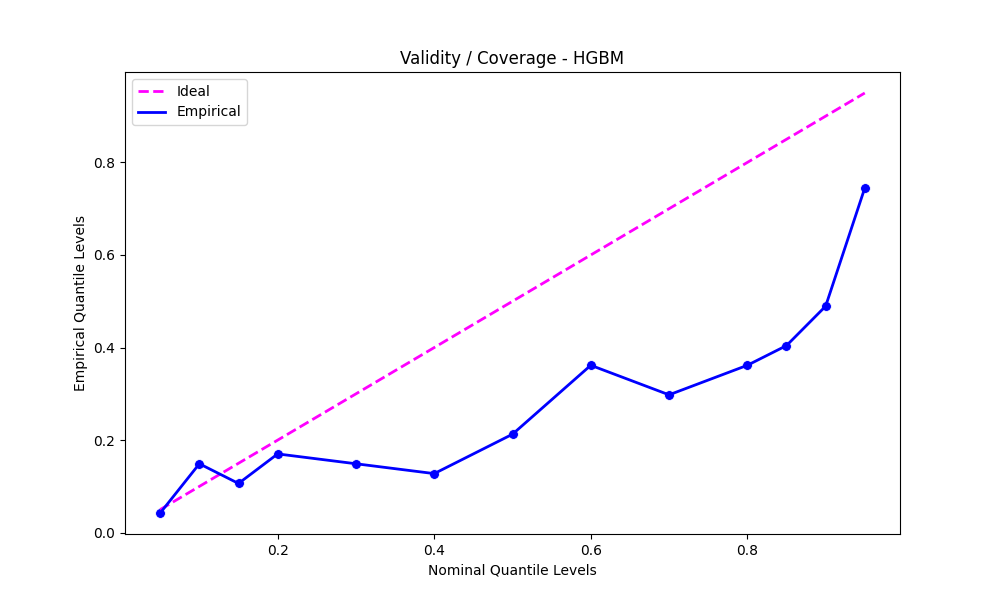 Validity / Coverage - HGBM
Ideal
Empirical
Empirical Quantile Levels
0.8
0.6
0.4
0.2
0.0
0.2
0.4
0.6
0.8
Nominal Quantile Levels